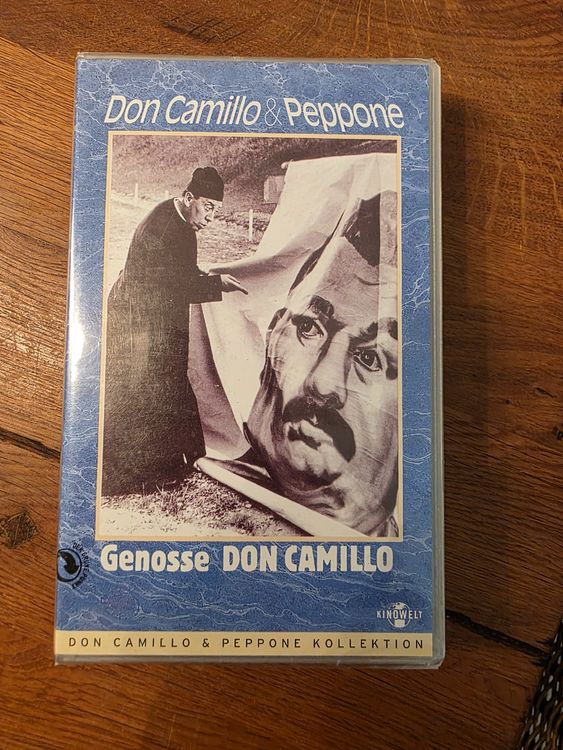 Don Camillo & Peppone
Genosse DON CAMILLO
KINOWELT
DON CAMILLO & PEPPONE KOLLEKTION